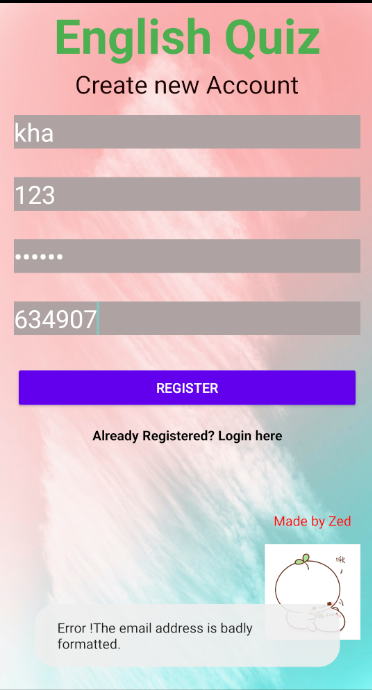 English Quiz
Create new Account
kha
123
••••••
634907
REGISTER
Already Registered? Login here
Made by Zed
Error !The email address is badly
formatted.